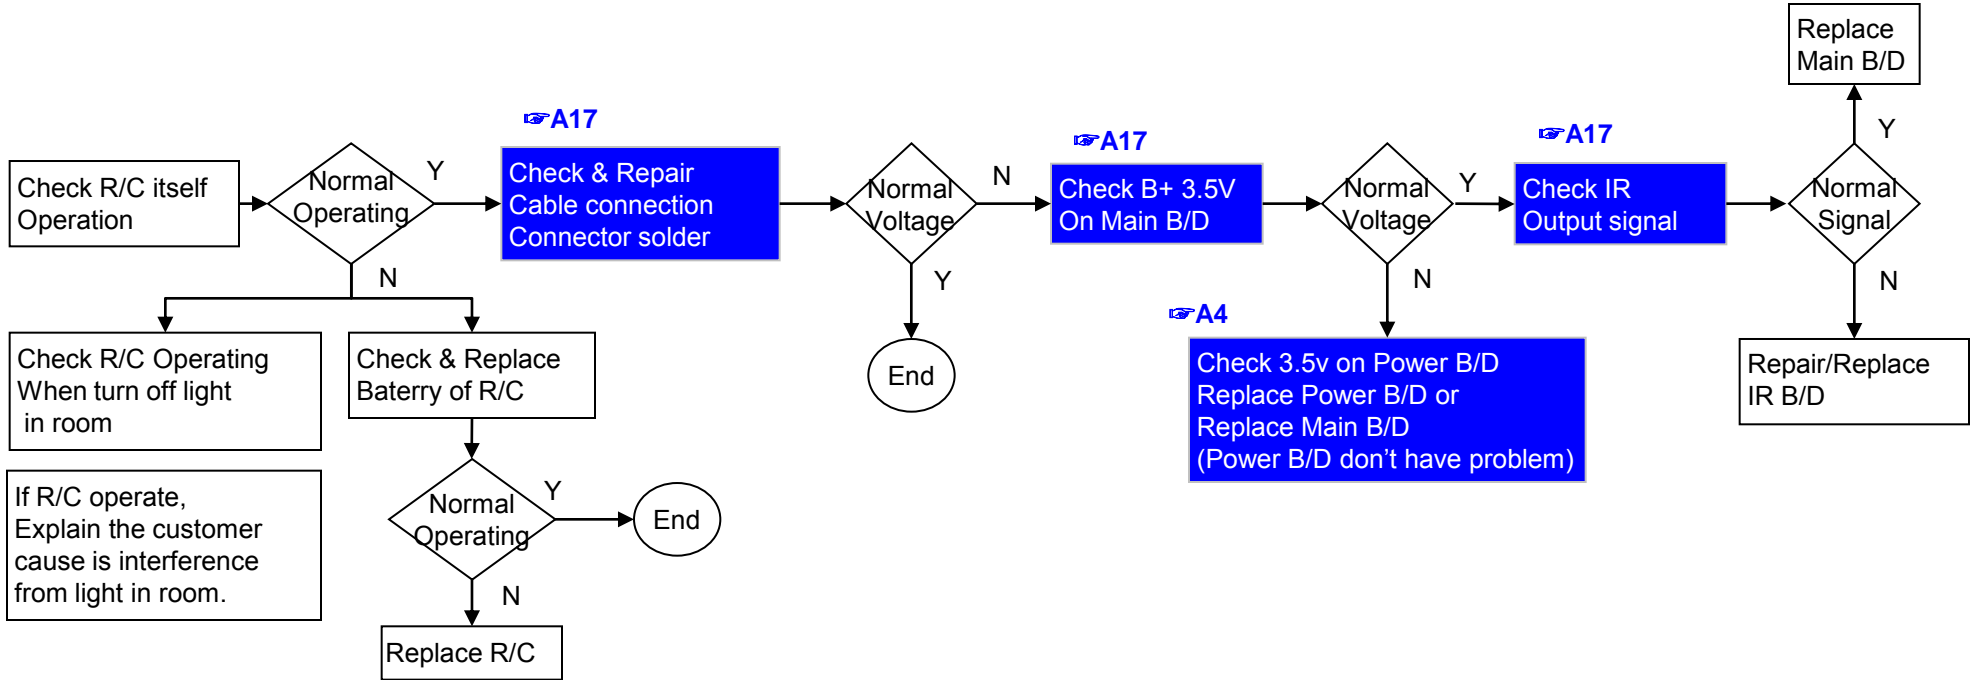 Replace
Main B/D
☞A17
☞A17
☞A17
Y
Check R/C itself
Operation
Normal
Operating
Y
Check & Repair
Cable connection
Connector solder
Normal
Voltage
N
Check B+ 3.5V
On Main B/D
Normal
Voltage
Y
Check IR
Output signal
Normal
Signal
N
Y
N
N
☞A4
Check R/C Operating
When turn off light
in room
Check & Replace
Baterry of R/C
End
Check 3.5v on Power B/D
Replace Power B/D or
Replace Main B/D
(Power B/D don't have problem)
Repair/Replace
IR B/D
If R/C operate,
Explain the customer
cause is interference
from light in room.
Normal
Operating
Y
End
N
Replace R/C